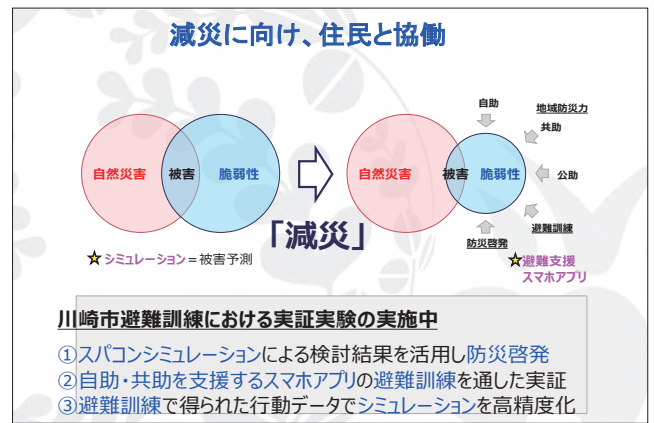 減災に向け、住民と協働
自然災害
被害
脆弱性
自然災害
被害
脆弱性
自助
地域防災力
共助
公助
避難訓練
防災啓発
「減災」
☆シミュレーション＝被害予測
☆避難支援
スマホアプリ
川崎市避難訓練における実証実験の実施中
①スパコンシミュレーションによる検討結果を活用し防災啓発
②自助・共助を支援するスマホアプリの避難訓練を通した実証
③避難訓練で得られた行動データでシミュレーションを高精度化